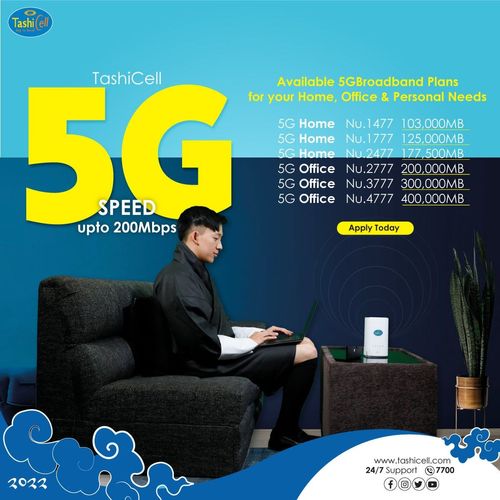 TashiCell
TashiCell
5G
SPEED
upto 200Mbps
Available 5GBroadband Plans
for your Home, Office & Personal Needs
5G Home Nu.1477 103,000MB
5G Home Nu.1777 125,000MB
5G Home Nu.2477 177,500MB
5G Office Nu.2777 200,000MB
5G Office Nu.3777 300,000MB
5G Office Nu.4777 400,000MB
Apply Today
2022
www.tashicell.com
24/7 Support 7700